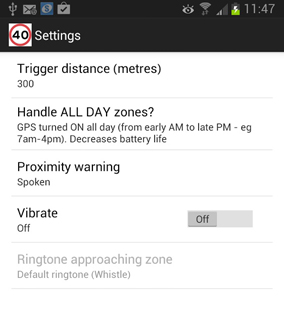 11:47
40 Settings
Trigger distance (metres)
300
Handle ALL DAY zones?
GPS turned ON all day (from early AM to late PM - eg
7am-4pm). Decreases battery life
Proximity warning
Spoken
Vibrate
Off
Off
Ringtone approaching zone
Default ringtone (Whistle)